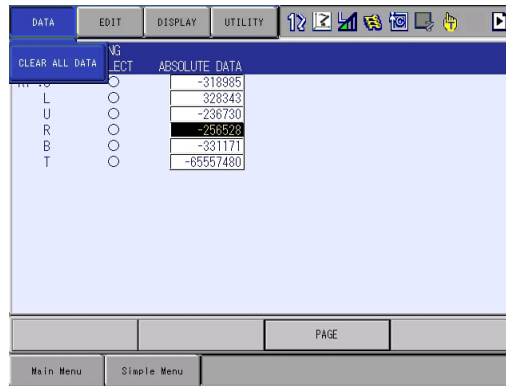 DATA EDIT DISPLAY UTILITY
CLEAR ALL DATA
NG
LECT ABSOLUTE DATA
-318985
L 328343
U -236730
R -256528
B -331171
T -65557480
PAGE
Main Menu Simple Menu